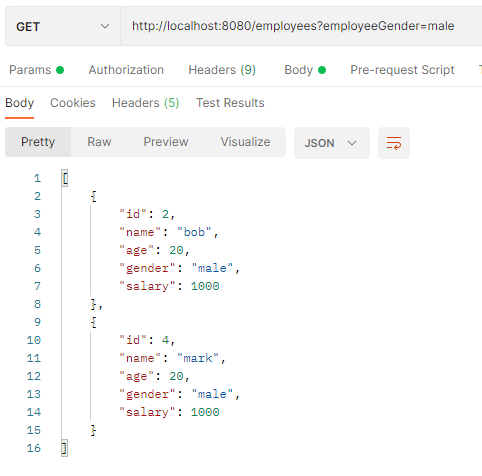 GET http://localhost:8080/employees?employeeGender=male
Params Authorization Headers (9) Body Pre-request Script
Body Cookies Headers (5) Test Results
Pretty Raw Preview Visualize JSON
1 [
2 {
3 "id": 2,
4 "name": "bob",
5 "age": 20,
6 "gender": "male",
7 "salary": 1000
8 },
9 {
10 "id": 4,
11 "name": "mark",
12 "age": 20,
13 "gender": "male",
14 "salary": 1000
15 }
16 ]